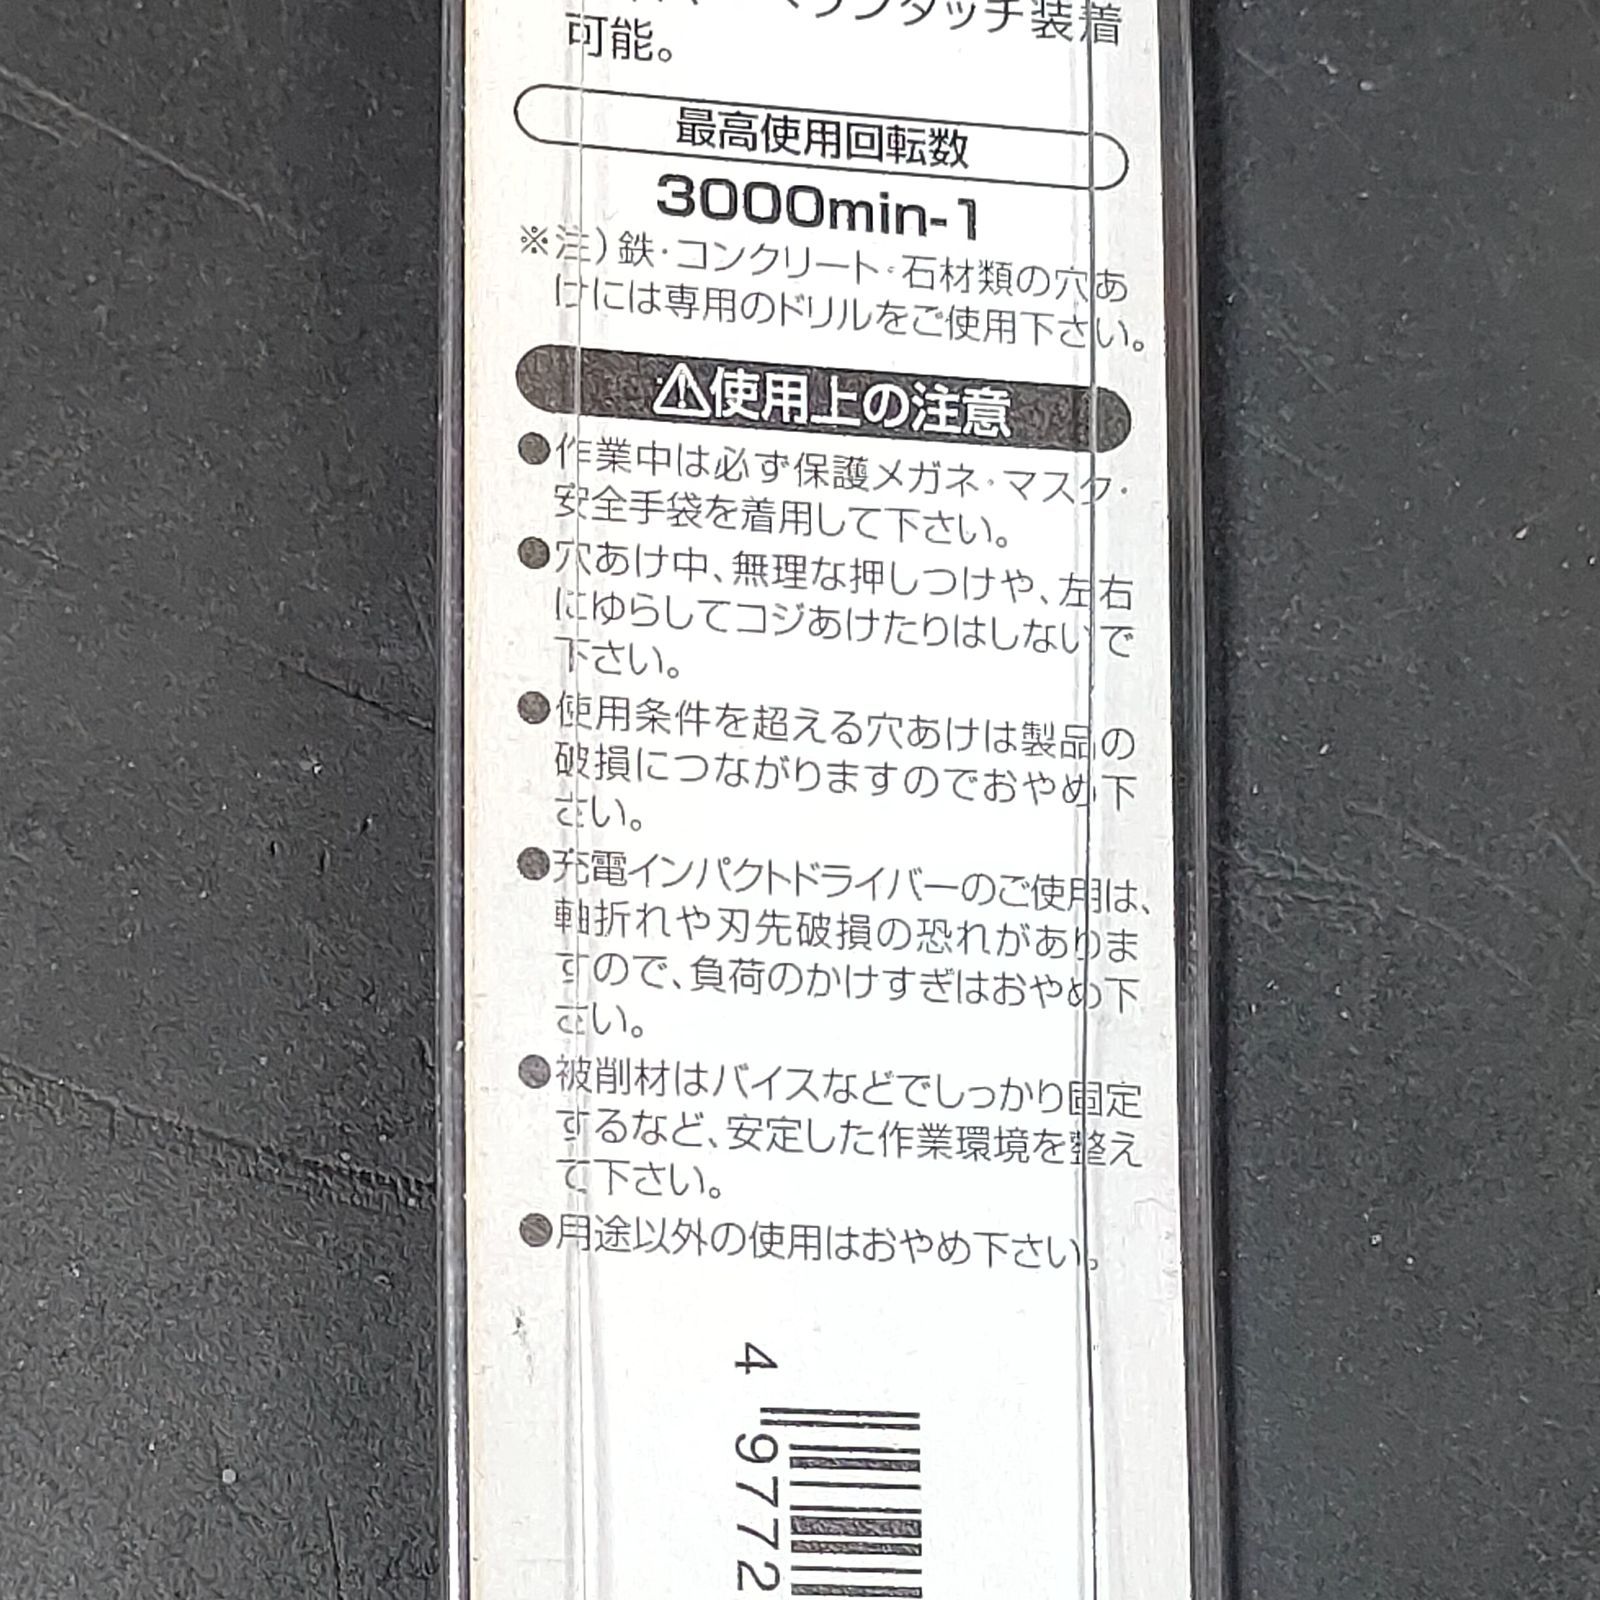 ワンタッチ装着
可能。
最高使用回転数
3000min-1
※注)鉄・コンクリート・石材類の穴あ
けには専用のドリルをご使用下さい。
⚠使用上の注意
●作業中は必ず保護メガネ・マスク・
安全手袋を着用して下さい。
●穴あけ中、無理な押しつけや、左右
にゆらしてコジあけたりはしないで
下さい。
●使用条件を超える穴あけは製品の
破損につながりますのでおやめ下
さい。
●充電インパクトドライバーのご使用は、
軸折れや刃先破損の恐れがありま
すので、負荷のかけすぎはおやめ下
さい。
●被削材はバイスなどでしっかり固定
するなど、安定した作業環境を整え
て下さい。
●用途以外の使用はおやめ下さい。
4 97772